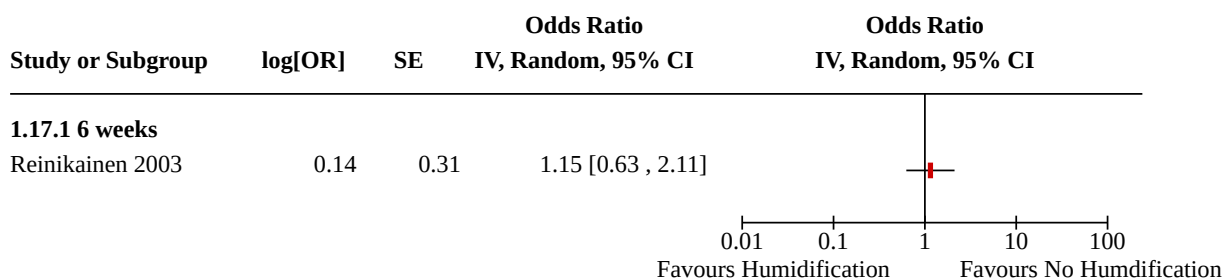 Odds Ratio Odds Ratio
Study or Subgroup log[OR] SE IV, Random, 95% CI IV, Random, 95% CI
1.17.1 6 weeks
Reinikainen 2003 0.14 0.31 1.15 [0.63 , 2.11]
0.01 0.1 1 10 100
Favours Humidification Favours No Humdification